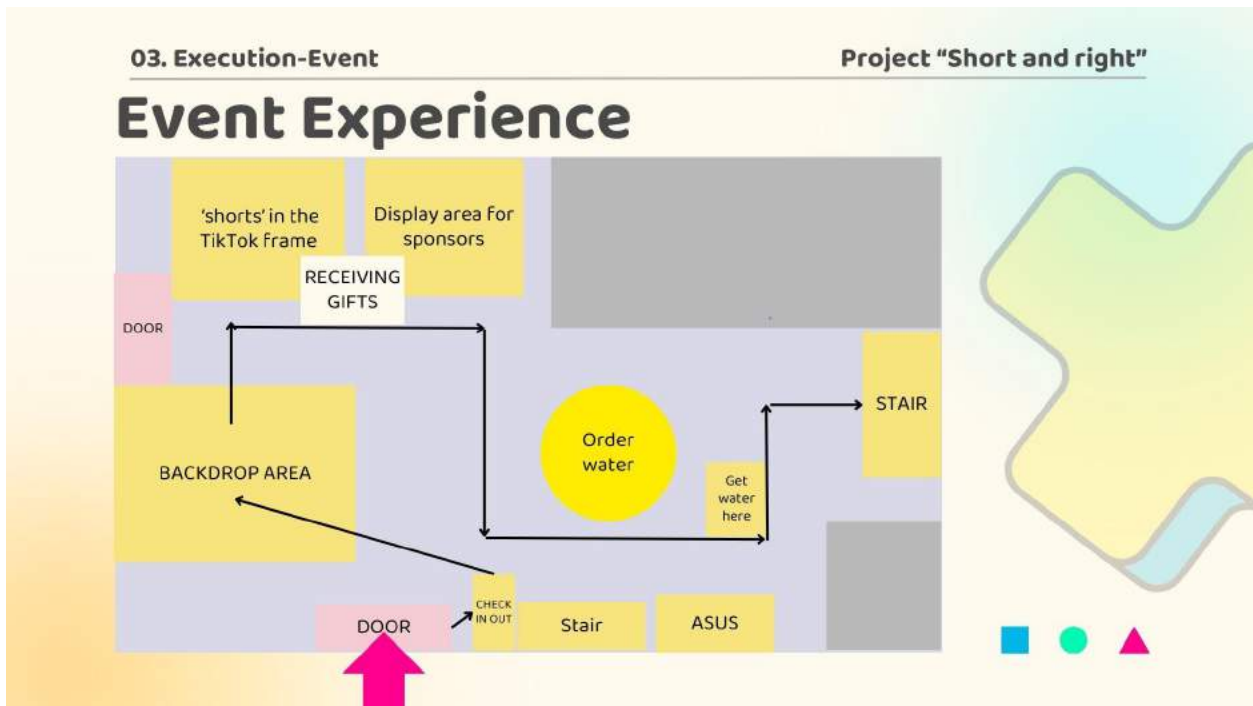 03. Execution-Event
Project “Short and right”
Event Experience
‘shorts’ in the
TikTok frame
Display area for
sponsors
RECEIVING
GIFTS
DOOR
STAIR
Order
water
BACKDROP AREA
Get
water
here
CHECK
IN OUT
DOOR
Stair
ASUS